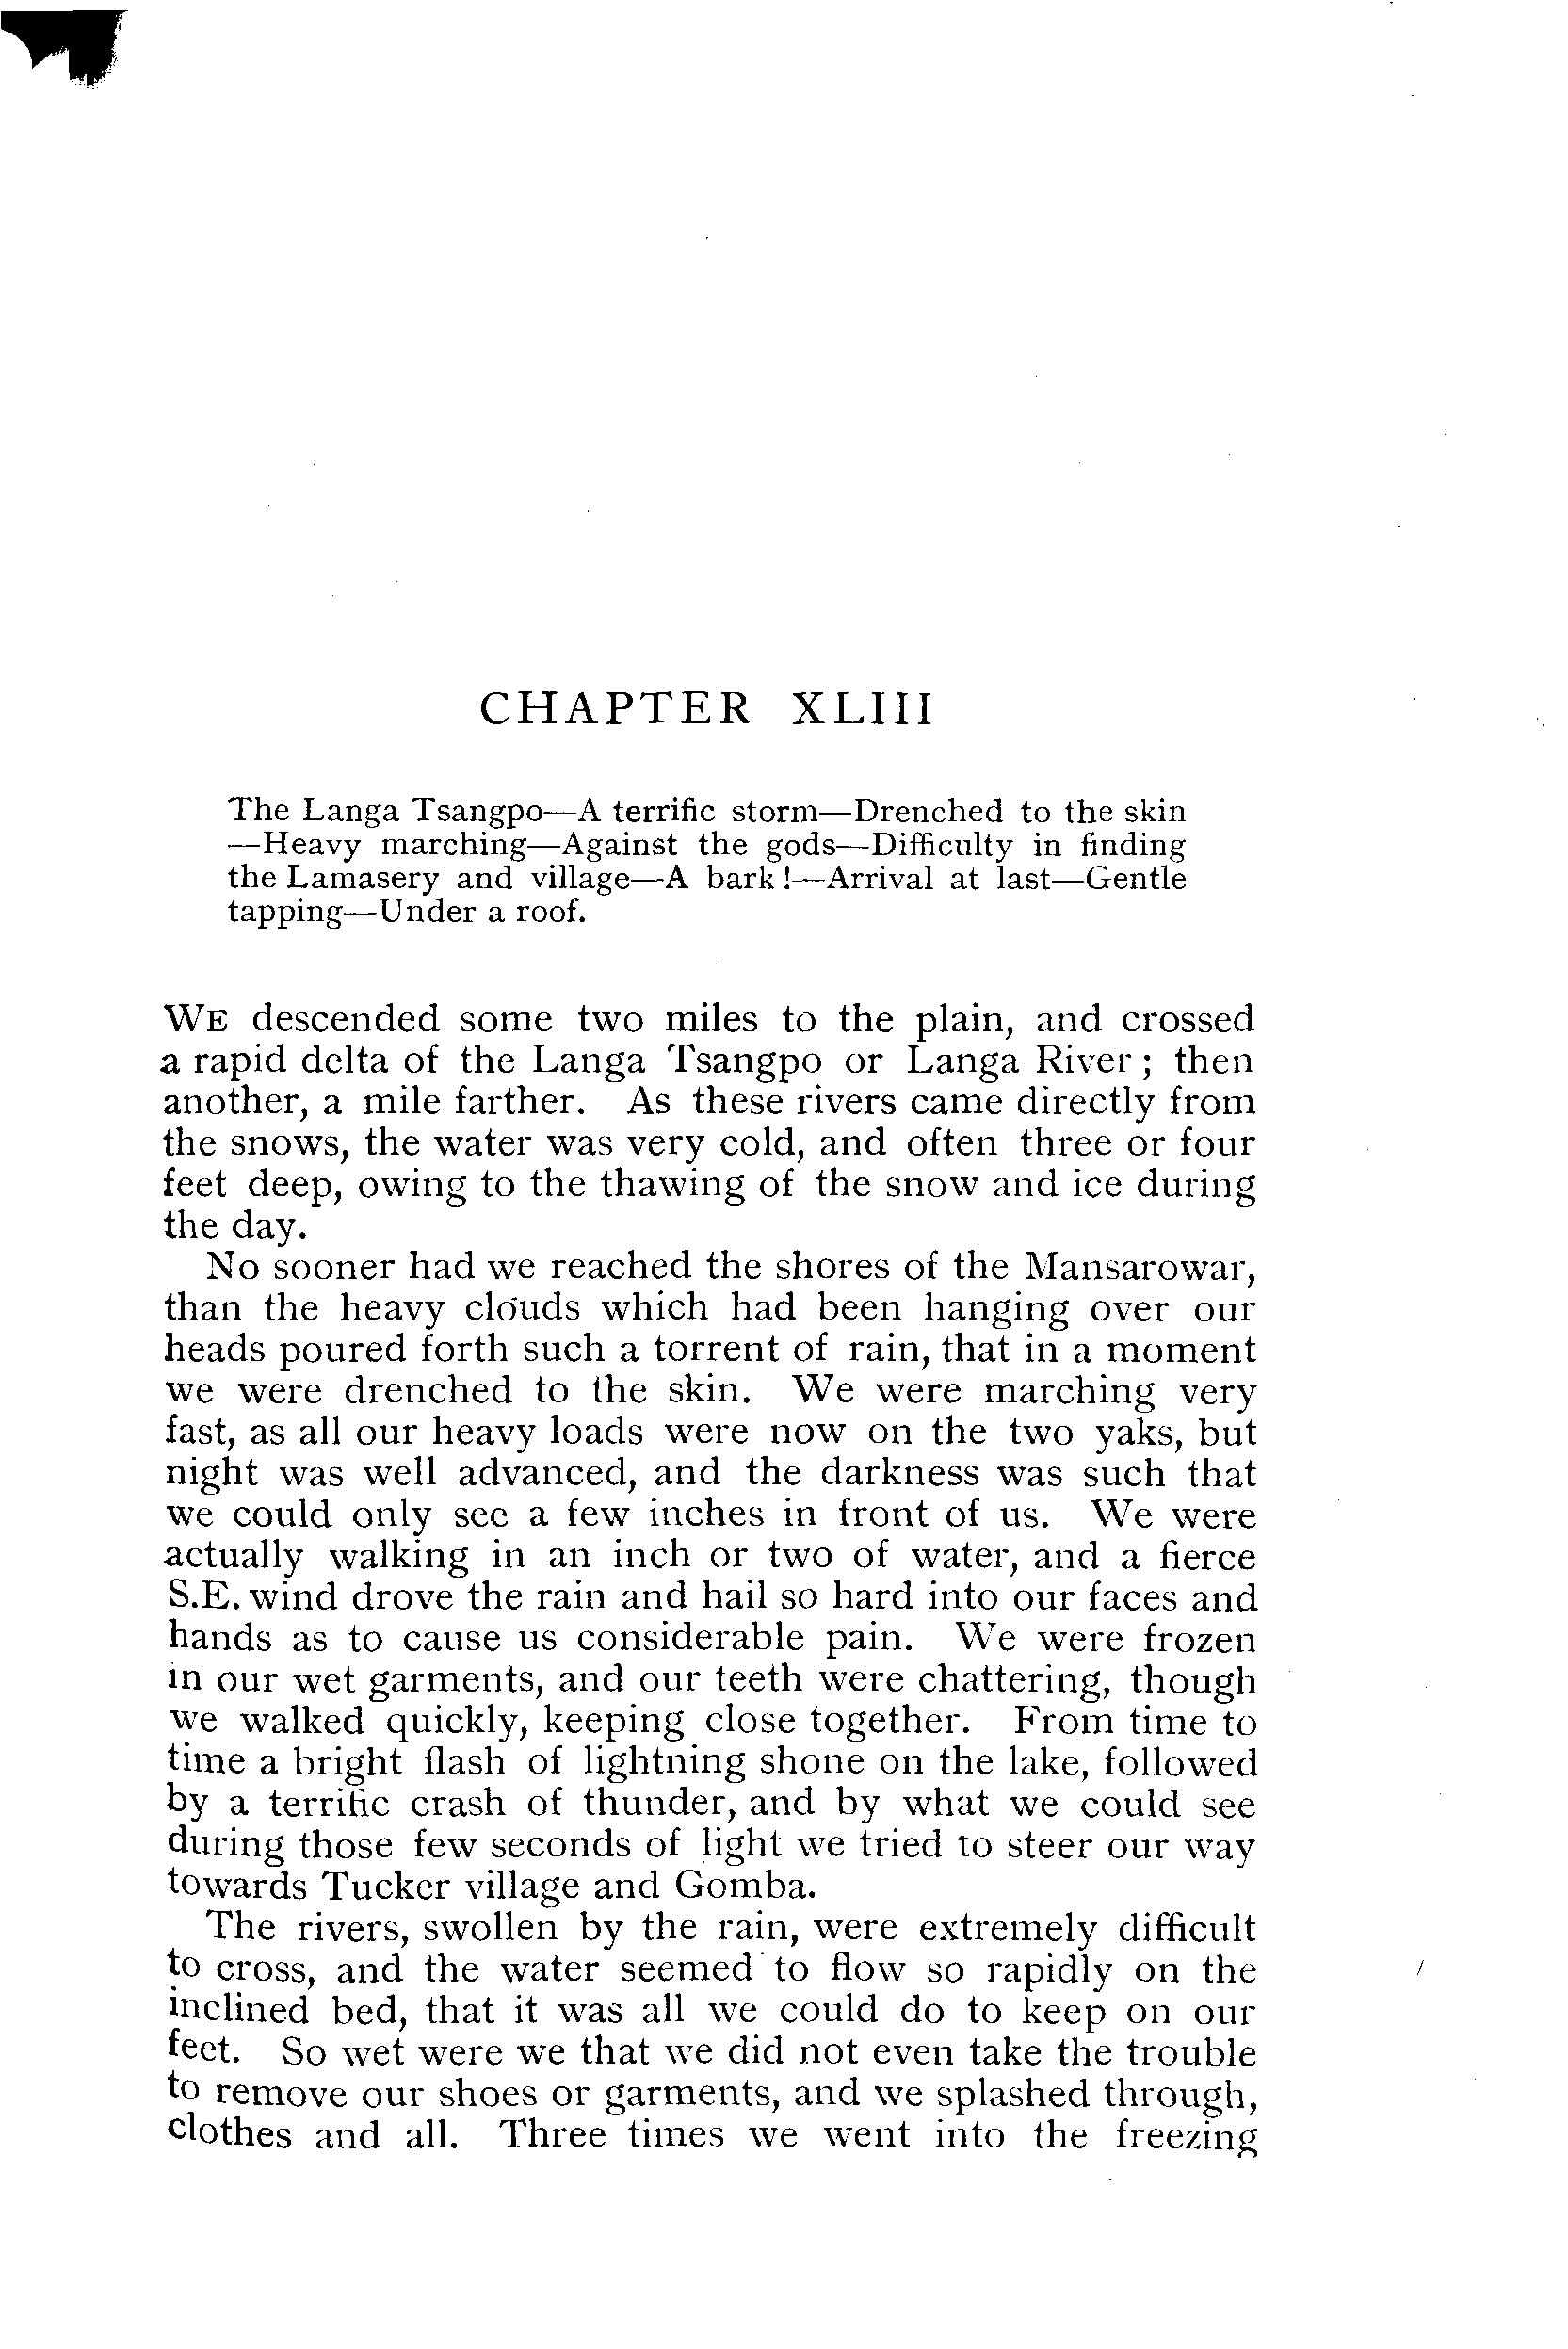 CHAPTER XLIII
The Langa Tsangpo—A terrific storm—Drenched to the skin
—Heavy marching—Against the gods—Difficulty in finding
the Lamasery and village—A bark!—Arrival at last—Gentle
tapping—Under a roof.
WE descended some two miles to the plain, and crossed
a rapid delta of the Langa Tsangpo or Langa River; then
another, a mile farther. As these rivers came directly from
the snows, the water was very cold, and often three or four
feet deep, owing to the thawing of the snow and ice during
the day.
No sooner had we reached the shores of the Mansarowar,
than the heavy clouds which had been hanging over our
heads poured forth such a torrent of rain, that in a moment
we were drenched to the skin. We were marching very
fast, as all our heavy loads were now on the two yaks, but
night was well advanced, and the darkness was such that
we could only see a few inches in front of us. We were
actually walking in an inch or two of water, and a fierce
S.E. wind drove the rain and hail so hard into our faces and
hands as to cause us considerable pain. We were frozen
in our wet garments, and our teeth were chattering, though
we walked quickly, keeping close together. From time to
time a bright flash of lightning shone on the lake, followed
by a terrific crash of thunder, and by what we could see
during those few seconds of light we tried to steer our way
towards Tucker village and Gomba.
The rivers, swollen by the rain, were extremely difficult
to cross, and the water seemed to flow so rapidly on the
inclined bed, that it was all we could do to keep on our
feet. So wet were we that we did not even take the trouble
to remove our shoes or garments, and we splashed through,
clothes and all. Three times we went into the freezing